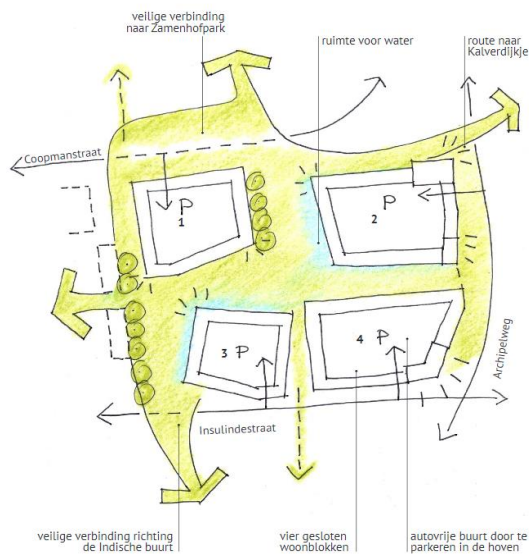 veilige verbinding
naar Zamenhofpark
ruimte voor water
route naar
Kalverdijkje
Coopmanstraat
P
1
P
2
3 P
4 P
Archipelweg
Insulindestraat
veilige verbinding richting
de Indische buurt
vier gesloten
woonblokken
autovrije buurt door te
parkeren in de hoven